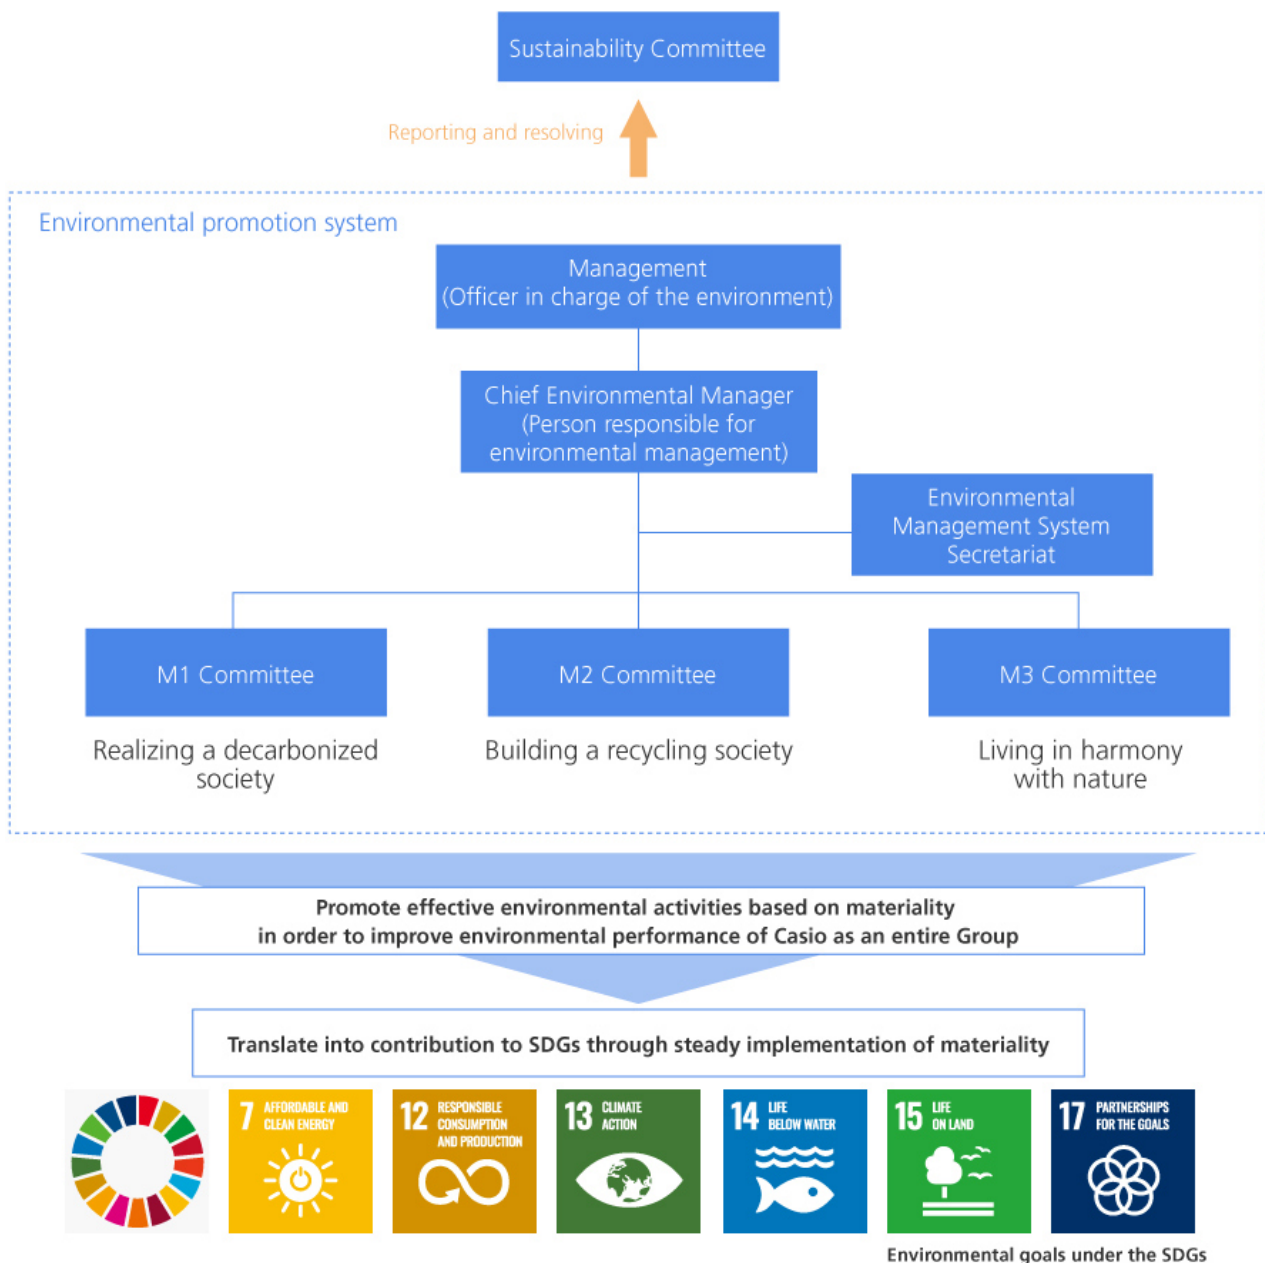 Sustainability Committee
Reporting and resolving
Environmental promotion system
Management
(Officer in charge of the environment)
Chief Environmental Manager
(Person responsible for
environmental management)
Environmental
Management System
Secretariat
M1 Committee
M2 Committee
M3 Committee
Realizing a decarbonized
society
Building a recycling society
Living in harmony
with nature
Promote effective environmental activities based on materiality
in order to improve environmental performance of Casio as an entire Group
Translate into contribution to SDGs through steady implementation of materiality
7 AFFORDABLE AND
CLEAN ENERGY
12 RESPONSIBLE
CONSUMPTION
AND PRODUCTION
13 CLIMATE
ACTION
14 LIFE
BELOW WATER
15 LIFE
ON LAND
17 PARTNERSHIPS
FOR THE GOALS
Environmental goals under the SDGs